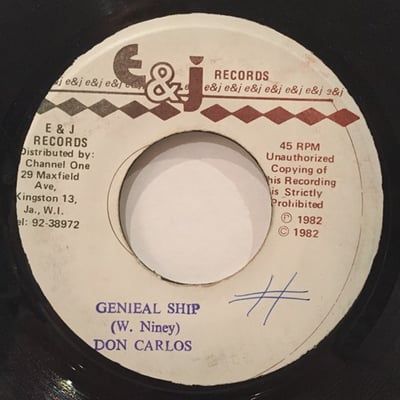 E & J RECORDS
e&j e&j e&j e&j e&j e&j e&j e&j e&j e&j
E & J
RECORDS
Distributed by:
Channel One
29 Maxfield
Ave,
Kingston 13,
Ja., W.I.
el: 92-38972
45 RPM
Unauthorized
Copying of
his Recording
is Strictly
Prohibited
℗ 1982
© 1982
GENIEAL SHIP
(W. Niney)
DON CARLOS